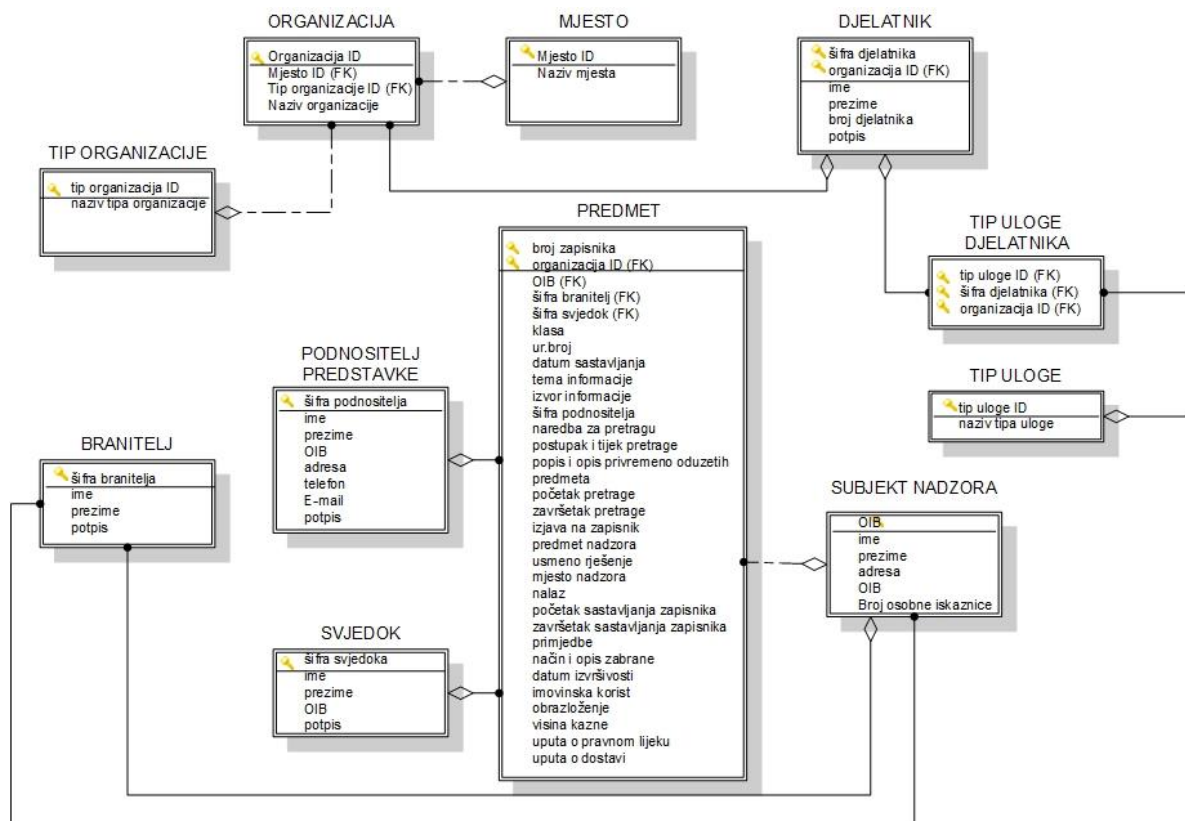 ORGANIZACIJA
Organizacija ID
Mjesto ID (FK)
Tip organizacije ID (FK)
Naziv organizacije
MJESTO
Mjesto ID
Naziv mjesta
DJELATNIK
šifra djelatnika
organizacija ID (FK)
ime
prezime
broj djelatnika
potpis
TIP ORGANIZACIJE
tip organizacija ID
naziv tipa organizacije
PREDMET
broj zapisnika
organizacija ID (FK)
OIB (FK)
šifra branitelj (FK)
šifra svjedok (FK)
klasa
ur.broj
datum sastavljanja
tema informacije
izvor informacije
šifra podnositelja
naredba za pretragu
postupak i tijek pretrage
popis i opis privremeno oduzetih
predmeta
početak pretrage
završetak pretrage
izjava na zapisnik
predmet nadzora
usmeno rješenje
mjesto nadzora
nalaz
početak sastavljanja zapisnika
završetak sastavljanja zapisnika
primjedbe
način i opis zabrane
datum izvršivosti
imovinska korist
obrazloženje
visina kazne
uputa o pravnom lijeku
uputa o dostavi
TIP ULOGE
DJELATNIKA
tip uloge ID (FK)
šifra djelatnika (FK)
organizacija ID (FK)
TIP ULOGE
tip uloge ID
naziv tipa uloge
PODNOSITELJ
PREDSTAVKE
šifra podnositelja
ime
prezime
OIB
adresa
telefon
E-mail
potpis
BRANITELJ
šifra branitelja
ime
prezime
potpis
SUBJEKT NADZORA
OIB
ime
prezime
adresa
OIB
Broj osobne iskaznice
SVJEDOK
šifra svjedoka
ime
prezime
OIB
potpis